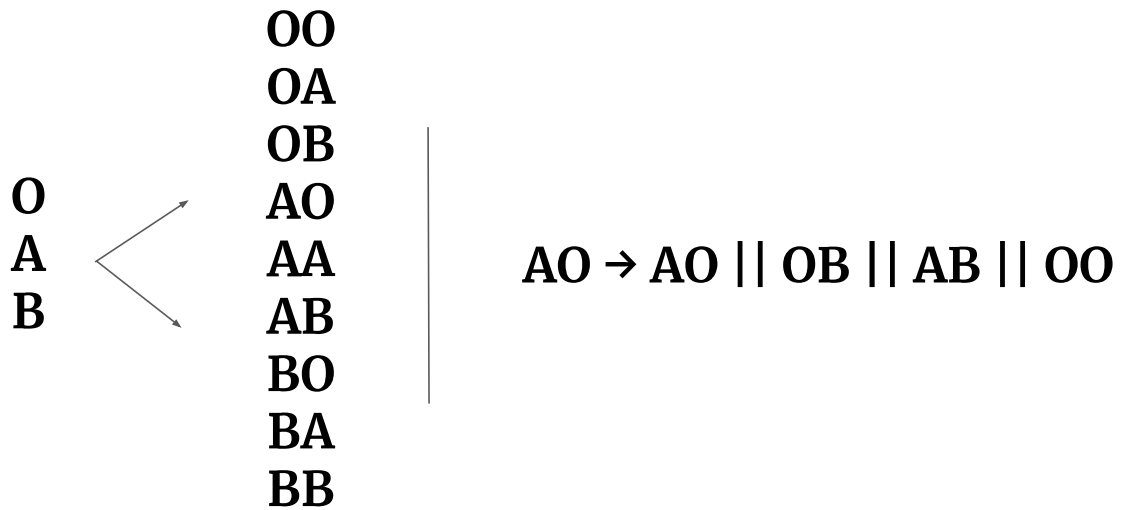 O
A
B
OO
OA
OB
AO
AA
AB
BO
BA
BB
AO → AO || OB || AB || OO